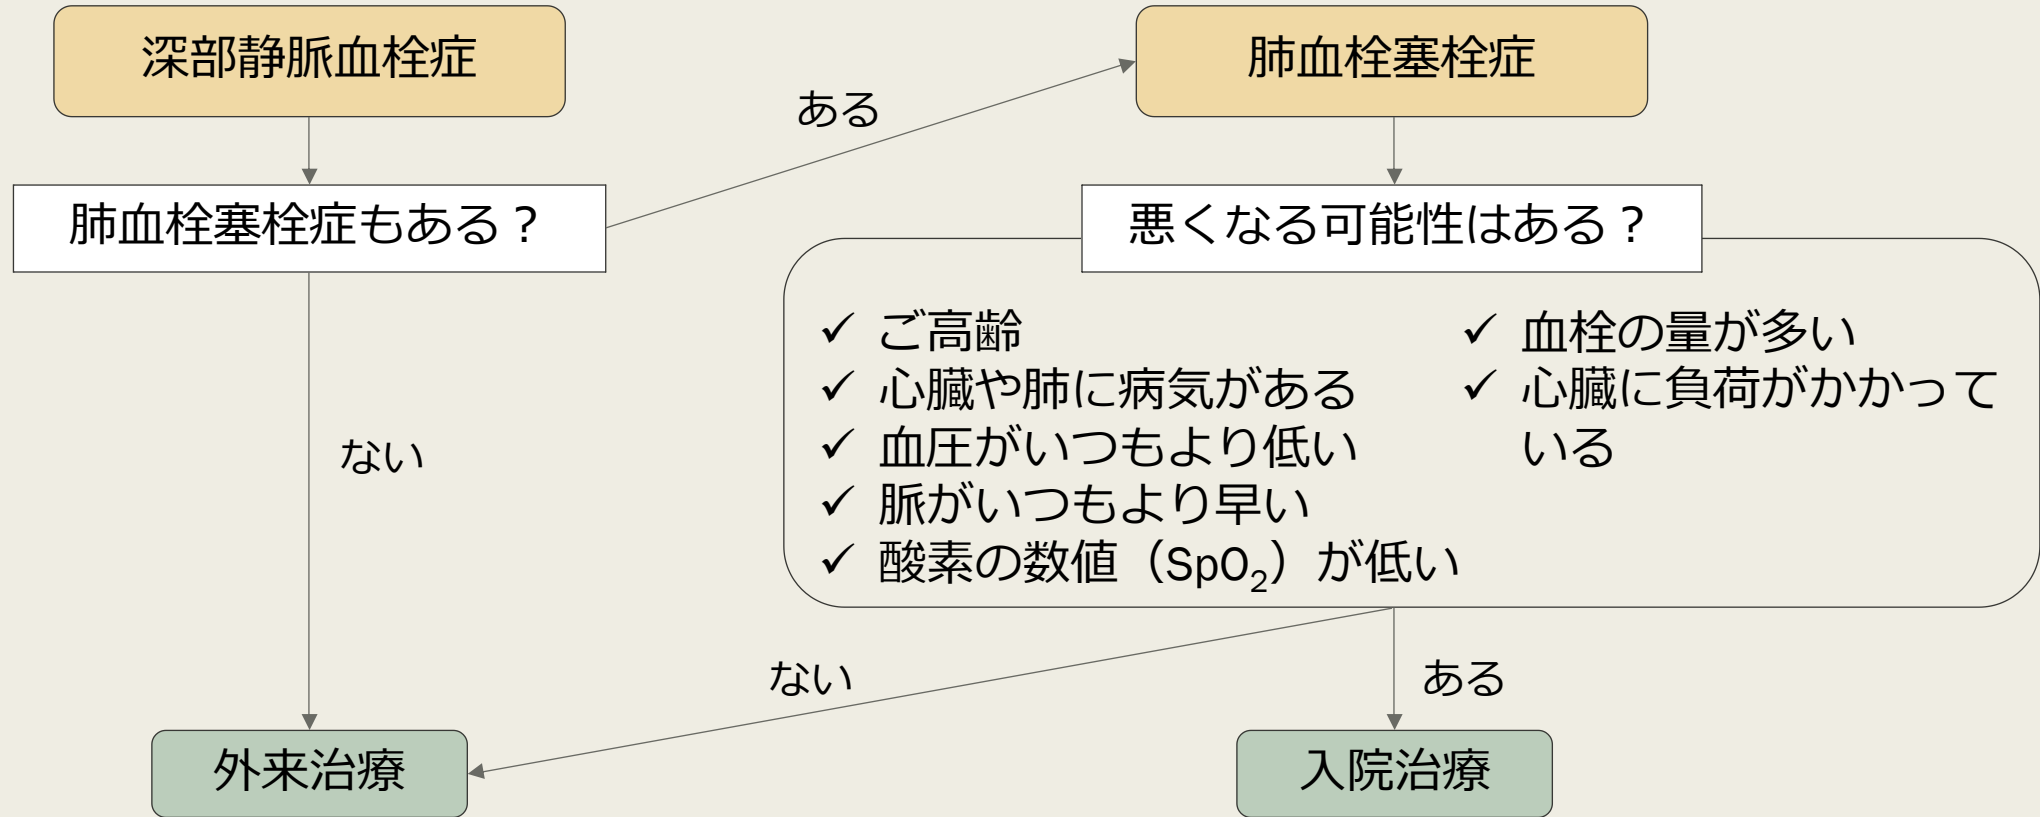 深部静脈血栓症
肺血栓塞栓症
ある
肺血栓塞栓症もある？
悪くなる可能性はある？
✓ ご高齢
✓ 心臓や肺に病気がある
✓ 血圧がいつもより低い
✓ 脈がいつもより早い
✓ 酸素の数値（SpO₂）が低い
✓ 血栓の量が多い
✓ 心臓に負荷がかかって
いる
ない
ない
ある
外来治療
入院治療